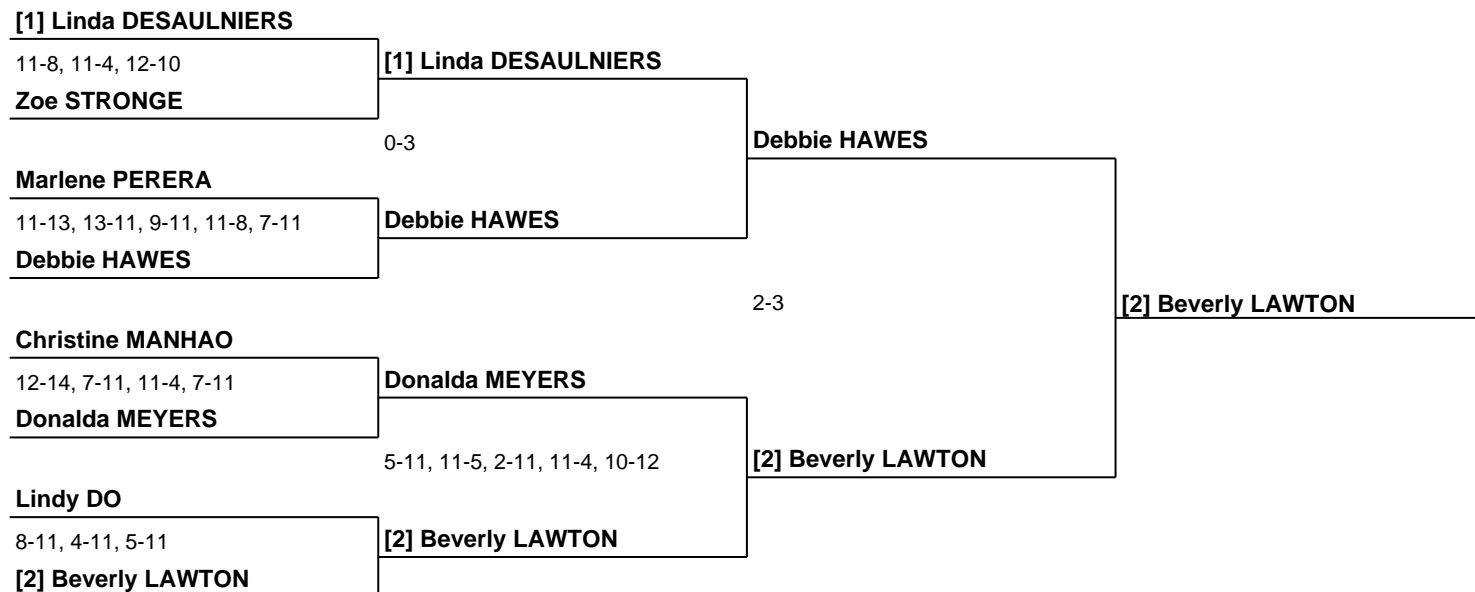 [1] Linda DESAULNIERS
11-8, 11-4, 12-10
[1] Linda DESAULNIERS
Zoe STRONGE
0-3
Debbie HAWES
Marlene PERERA
11-13, 13-11, 9-11, 11-8, 7-11
Debbie HAWES
Debbie HAWES
2-3
[2] Beverly LAWTON
Christine MANHAO
12-14, 7-11, 11-4, 7-11
Donalda MEYERS
Donalda MEYERS
5-11, 11-5, 2-11, 11-4, 10-12
[2] Beverly LAWTON
Lindy DO
8-11, 4-11, 5-11
[2] Beverly LAWTON
[2] Beverly LAWTON